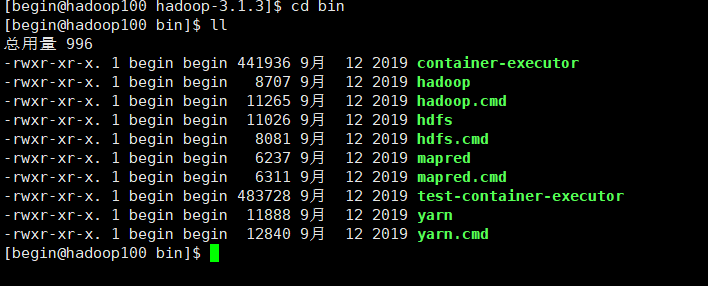 [begin@hadoop100 hadoop-3.1.3]$ cd bin
[begin@hadoop100 bin]$ ll
总用量 996
-rwxr-xr-x. 1 begin begin 441936 9月  12 2019 container-executor
-rwxr-xr-x. 1 begin begin   8707 9月  12 2019 hadoop
-rwxr-xr-x. 1 begin begin  11265 9月  12 2019 hadoop.cmd
-rwxr-xr-x. 1 begin begin  11026 9月  12 2019 hdfs
-rwxr-xr-x. 1 begin begin   8081 9月  12 2019 hdfs.cmd
-rwxr-xr-x. 1 begin begin   6237 9月  12 2019 mapred
-rwxr-xr-x. 1 begin begin   6311 9月  12 2019 mapred.cmd
-rwxr-xr-x. 1 begin begin 483728 9月  12 2019 test-container-executor
-rwxr-xr-x. 1 begin begin  11888 9月  12 2019 yarn
-rwxr-xr-x. 1 begin begin  12840 9月  12 2019 yarn.cmd
[begin@hadoop100 bin]$